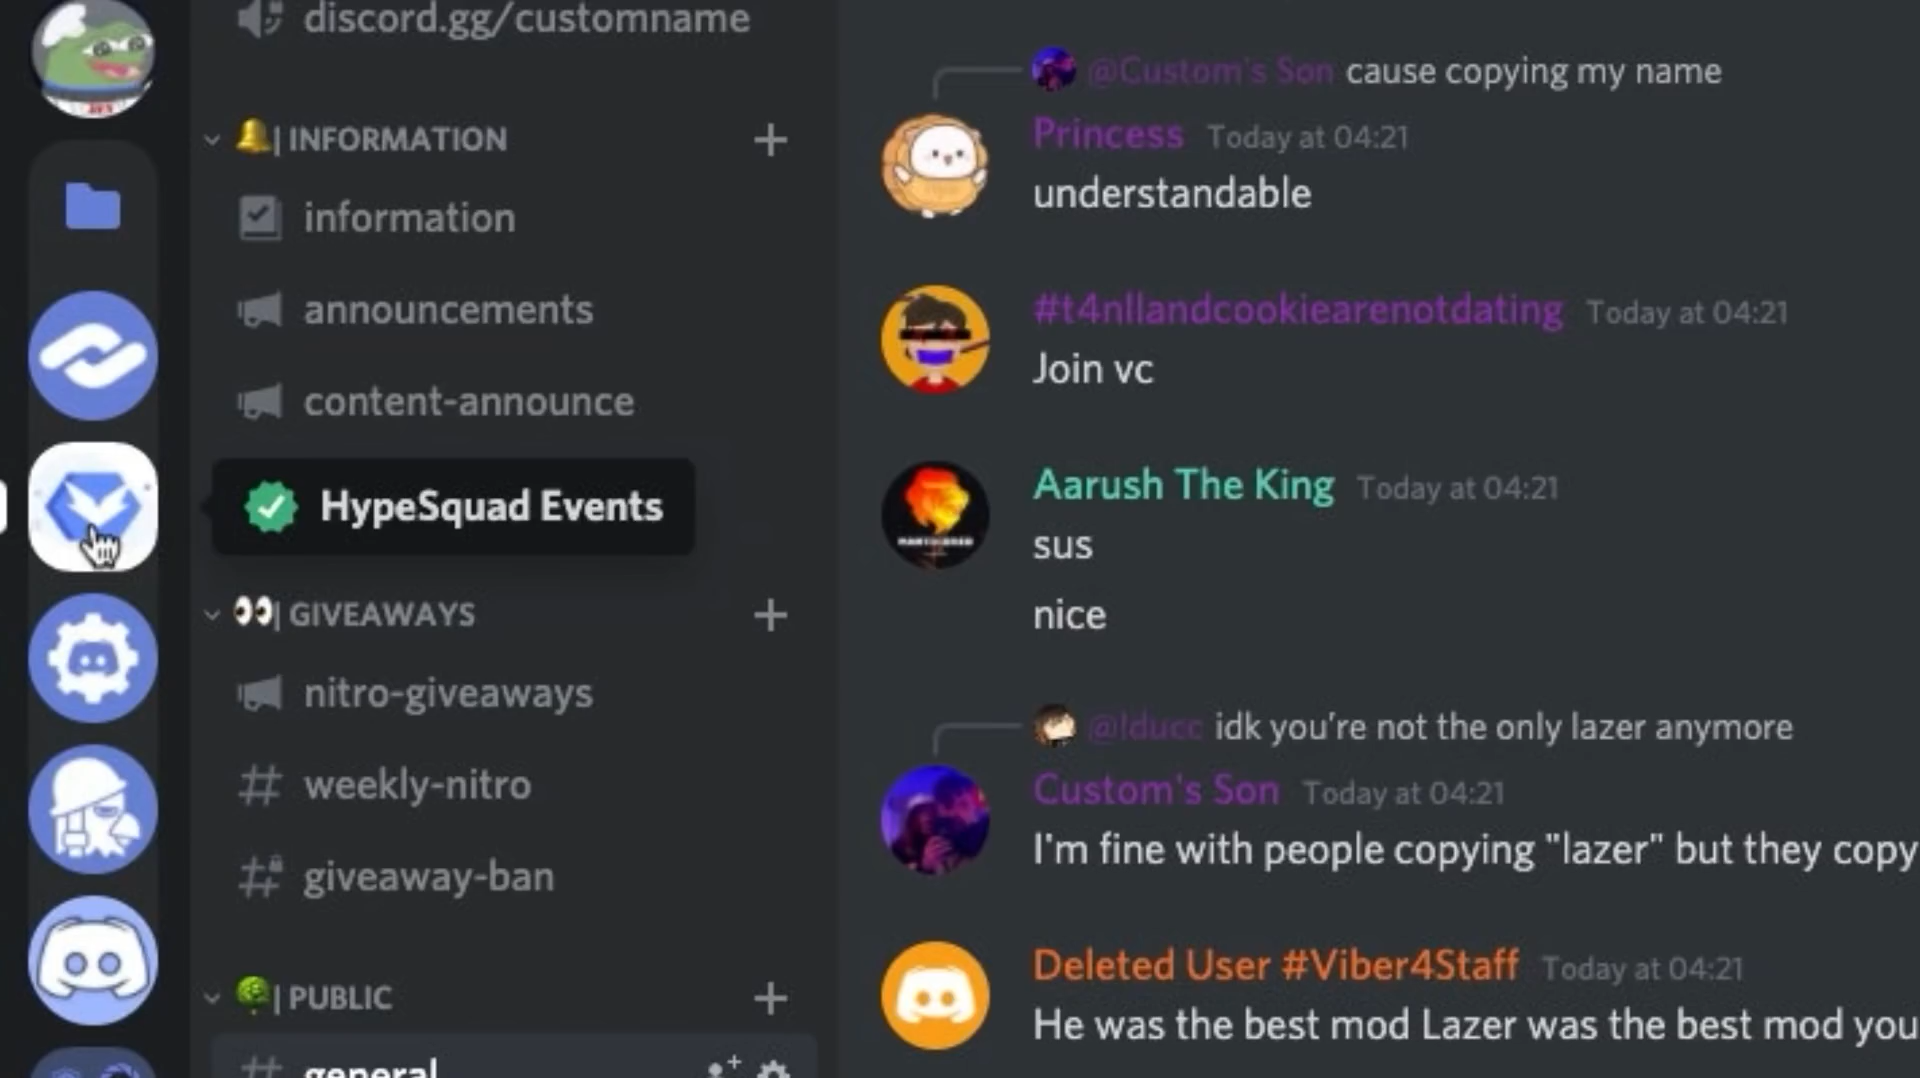 discord.gg/customname
INFORMATION
information
announcements
content-announce
HypeSquad Events
GIVEAWAYS
nitro-giveaways
weekly-nitro
giveaway-ban
PUBLIC
general
@Custom's Son cause copying my name
Princess Today at 04:21
understandable
#t4nllandcookiearenotdating Today at 04:21
Join vc
Aarush The King Today at 04:21
sus
nice
@lducc idk you're not the only lazer anymore
Custom's Son Today at 04:21
I'm fine with people copying "lazer" but they copy
Deleted User #Viber4Staff Today at 04:21
He was the best mod Lazer was the best mod you